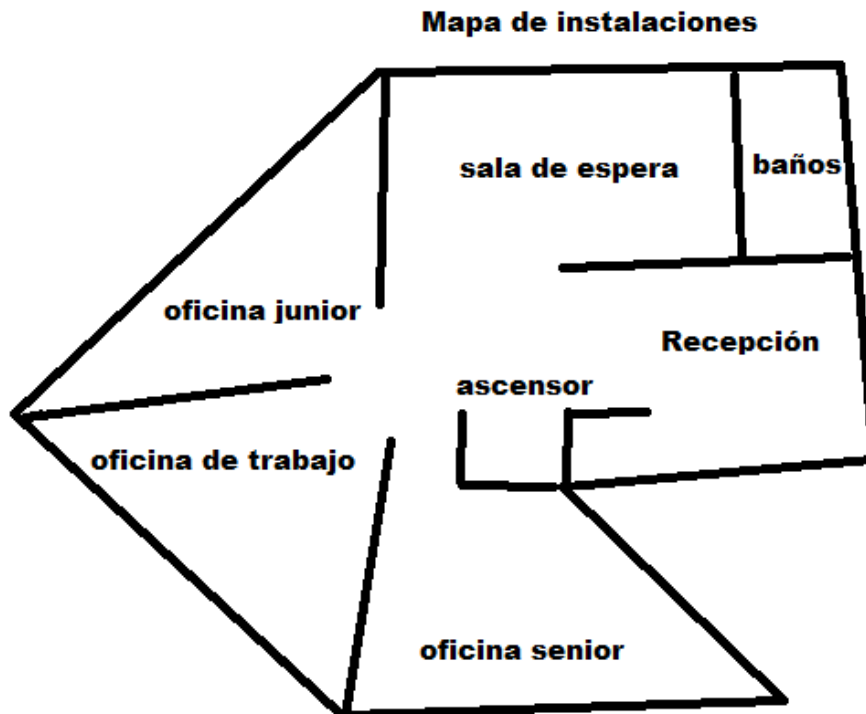 Mapa de instalaciones
sala de espera
baños
oficina junior
Recepción
ascensor
oficina de trabajo
oficina senior